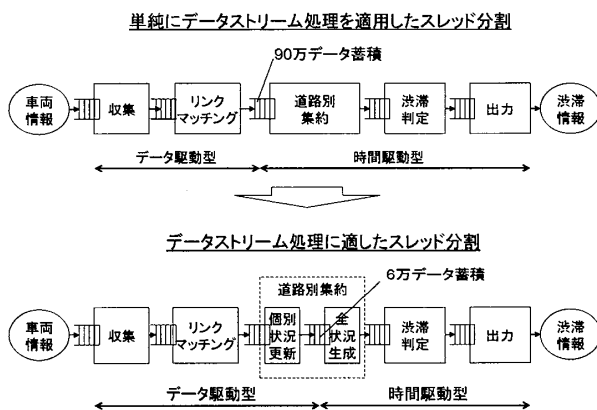 単純にデータストリーム処理を適用したスレッド分割
90万データ蓄積
車両
情報
収集
リンク
マッチング
道路別
集約
渋滞
判定
出力
渋滞
情報
データ駆動型
時間駆動型
データストリーム処理に適したスレッド分割
6万データ蓄積
道路別集約
車両
情報
収集
リンク
マッチング
個別
状況
更新
全
状況
生成
渋滞
判定
出力
渋滞
情報
データ駆動型
時間駆動型